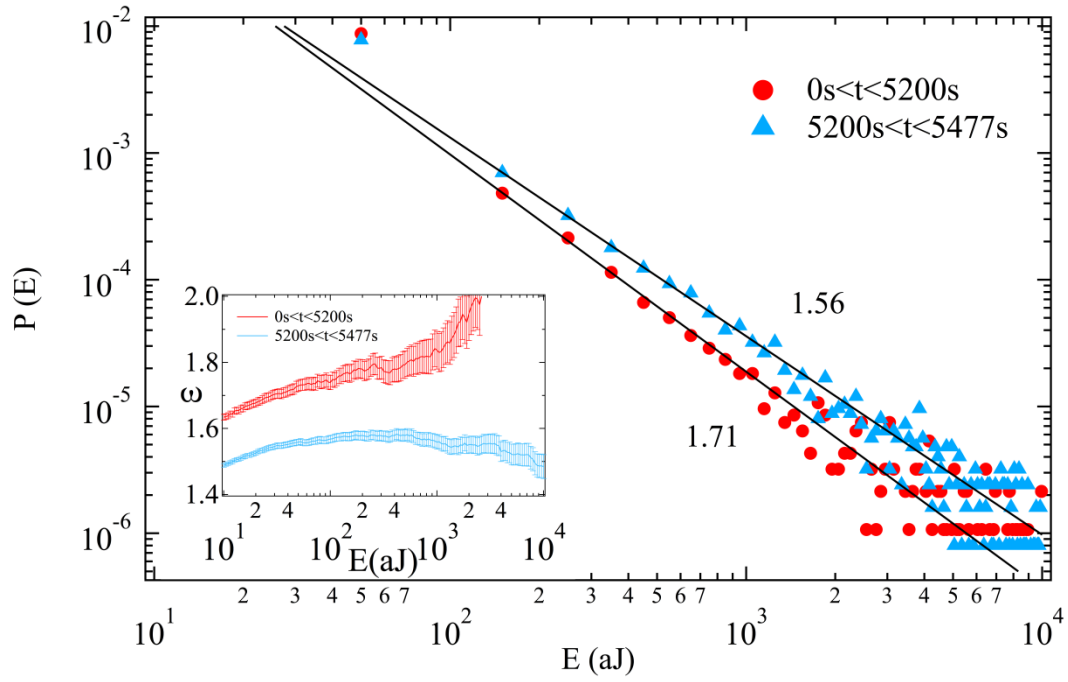 10^-2
10^-3
10^-4
10^-5
10^-6
P (E)
0s<t<5200s
5200s<t<5477s
1.56
1.71
2.0
1.8
1.6
1.4
ω
0s<t<5200s
5200s<t<5477s
2 4 2 4 2 4
10^1 10^2 10^3 10^4
E(aJ)
2 3 4 5 6 7 2 3 4 5 6 7 2 3 4 5 6 7
10^1 10^2 10^3 10^4
E (aJ)